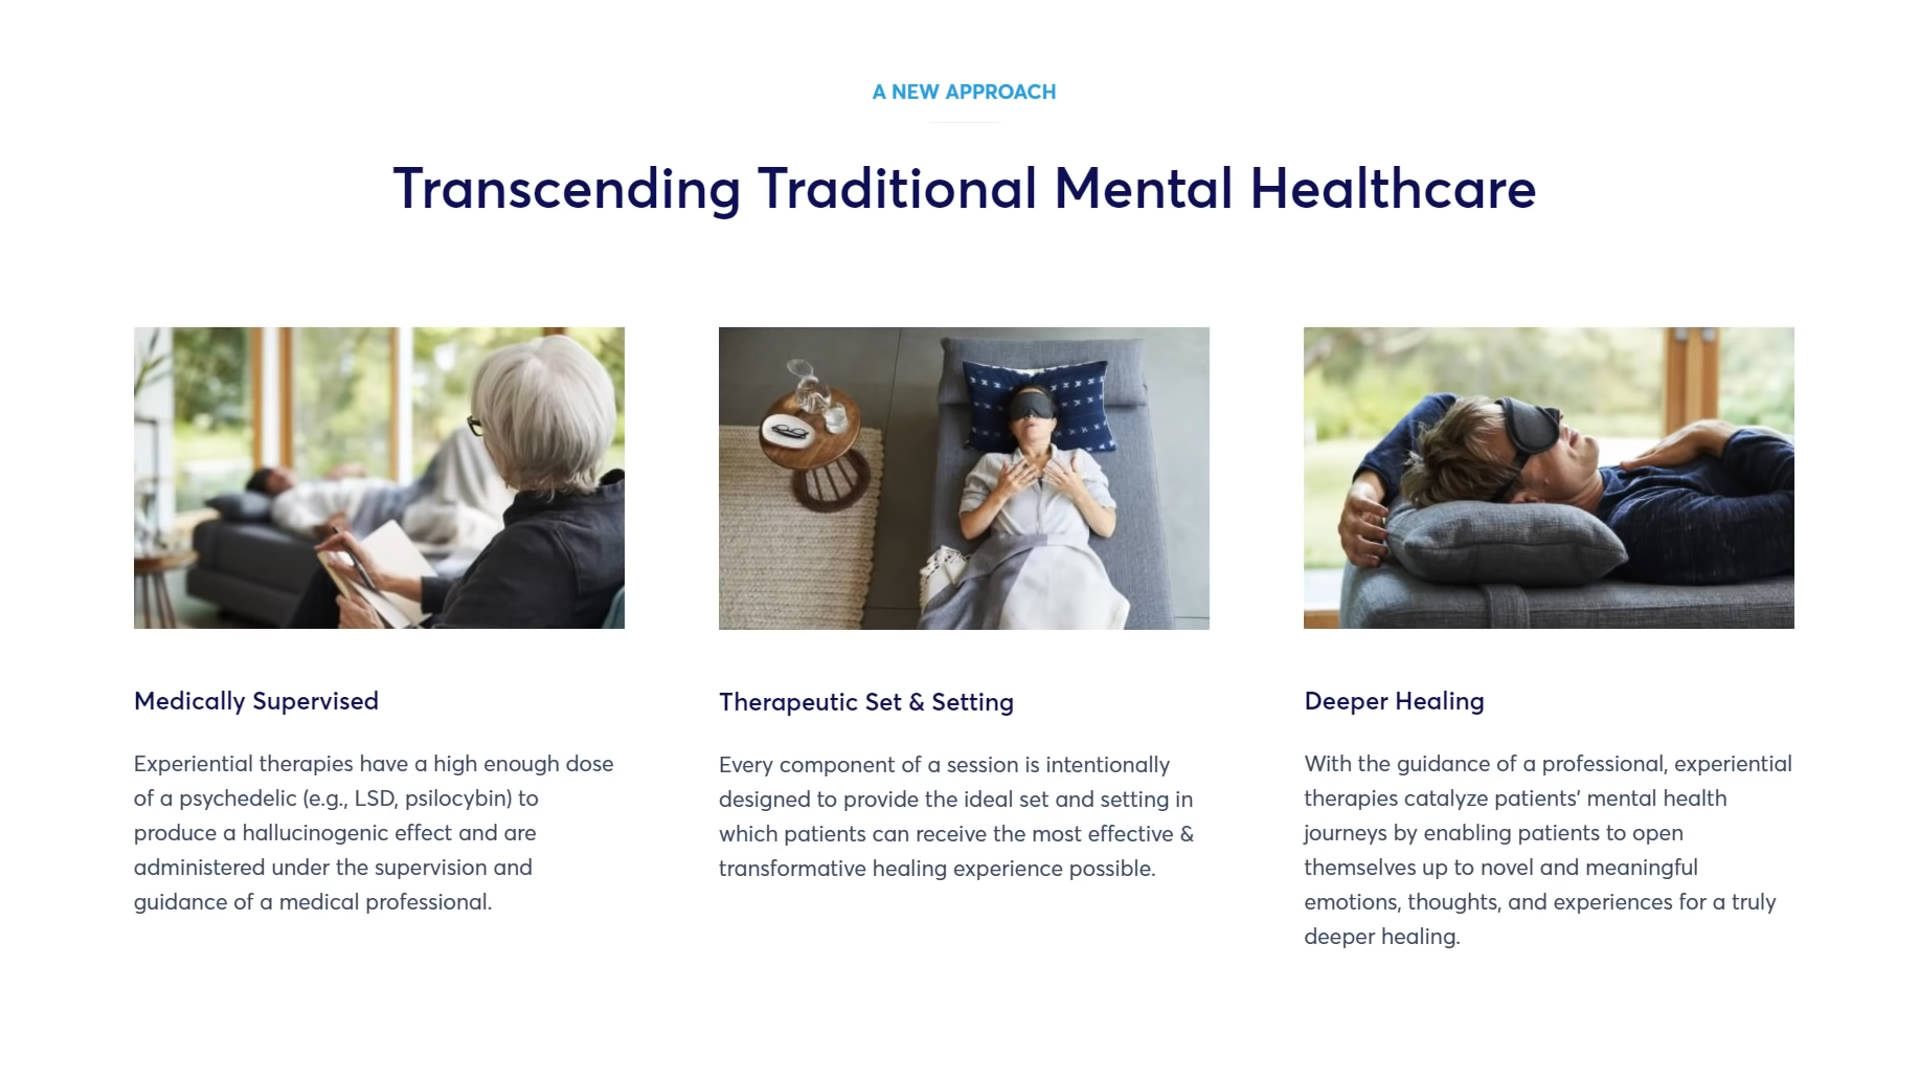 A NEW APPROACH
Transcending Traditional Mental Healthcare
Medically Supervised
Experiential therapies have a high enough dose
of a psychedelic (e.g., LSD, psilocybin) to
produce a hallucinogenic effect and are
administered under the supervision and
guidance of a medical professional.
Therapeutic Set & Setting
Every component of a session is intentionally
designed to provide the ideal set and setting in
which patients can receive the most effective &
transformative healing experience possible.
Deeper Healing
With the guidance of a professional, experiential
therapies catalyze patients’ mental health
journeys by enabling patients to open
themselves up to novel and meaningful
emotions, thoughts, and experiences for a truly
deeper healing.